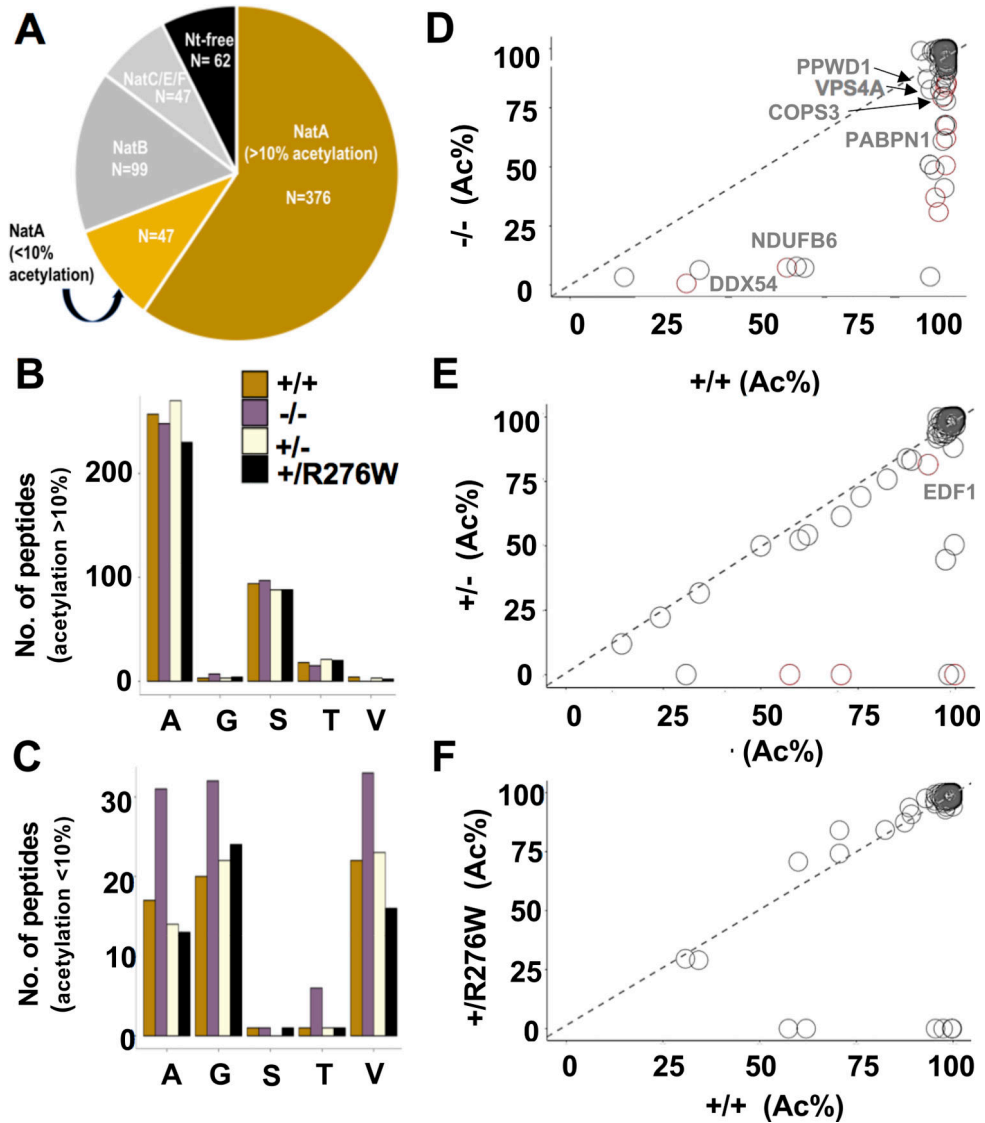 A
Nt-free
N= 62
NatC/E/F
N=47
NatB
N=99
NatA
(>10% acetylation)
N=376
N=47
NatA
(<10%
acetylation)
B
+/+
-/-
+/-
+/R276W
No. of peptides
(acetylation >10%)
200
100
0
A G S T V
C
No. of peptides
(acetylation <10%)
30
20
10
0
A G S T V
D
-/- (Ac%)
100
75
50
25
0
PPWD1
VPS4A
COPS3
PABPN1
NDUFB6
DDX54
0 25 50 75 100
+/+ (Ac%)
E
+/- (Ac%)
100
75
50
25
0
EDF1
0 25 50 75 100
(Ac%)
F
+/R276W (Ac%)
100
75
50
25
0
0 25 50 75 100
+/+ (Ac%)